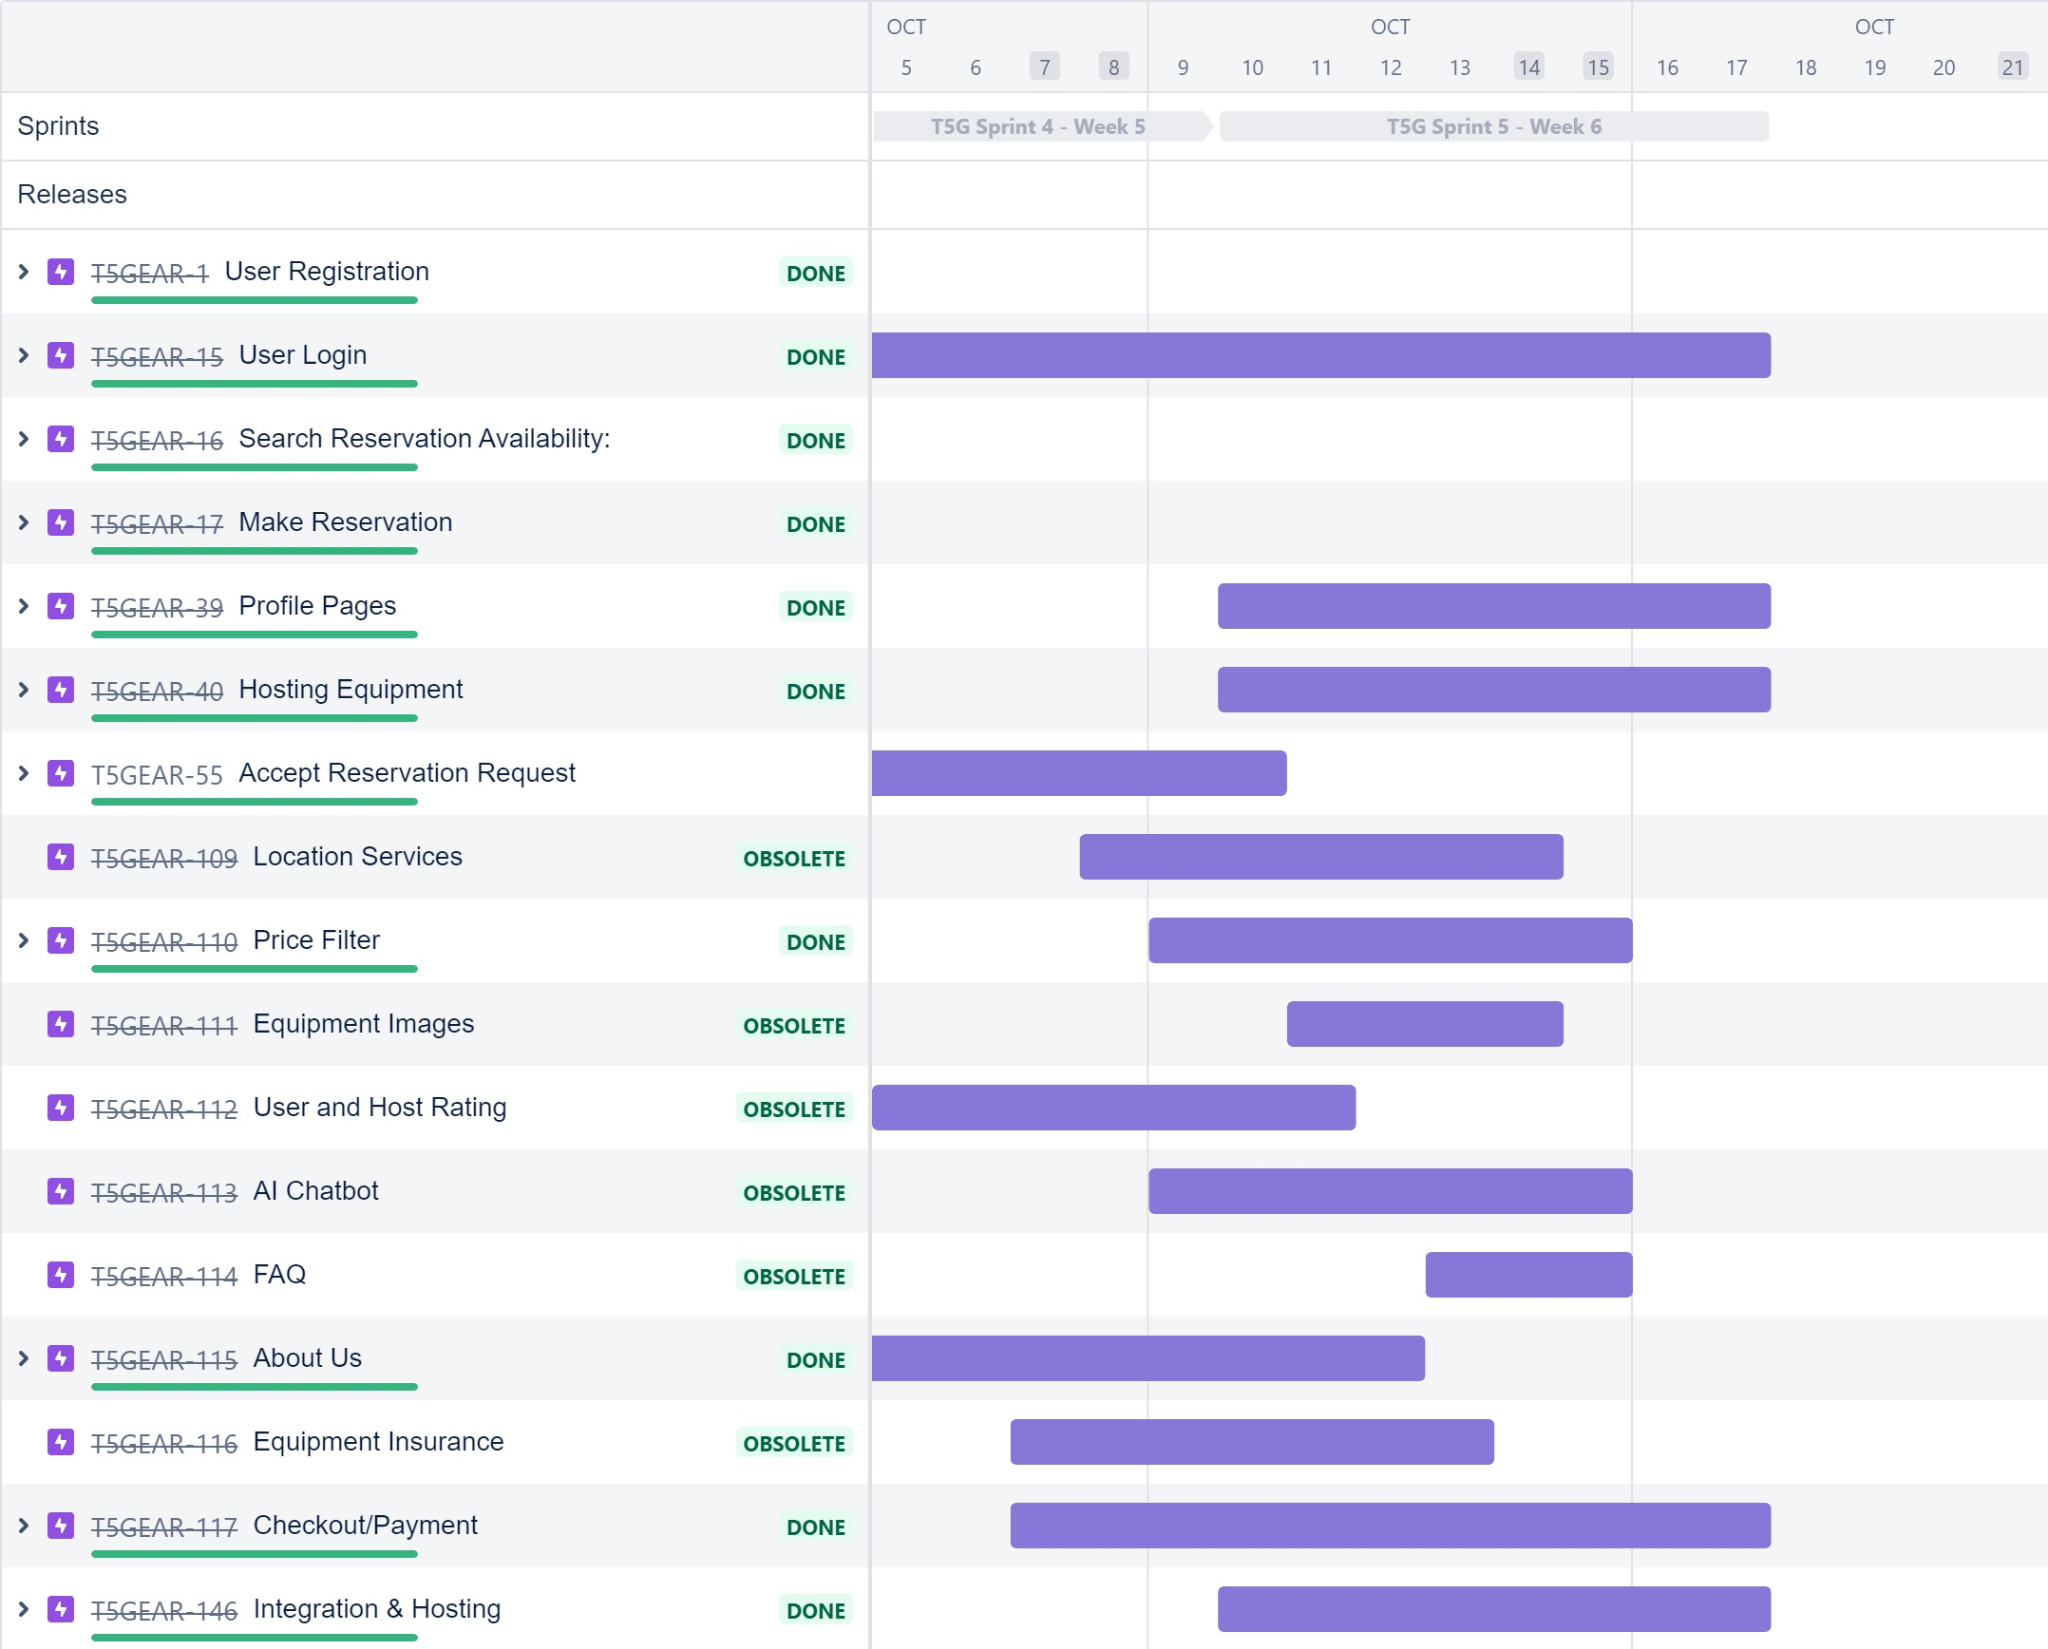 OCT OCT OCT
5 6 7 8 9 10 11 12 13 14 15 16 17 18 19 20 21
Sprints T5G Sprint 4 - Week 5 T5G Sprint 5 - Week 6
Releases
T5GEAR-1 User Registration DONE
T5GEAR-15 User Login DONE
T5GEAR-16 Search Reservation Availability: DONE
T5GEAR-17 Make Reservation DONE
T5GEAR-39 Profile Pages DONE
T5GEAR-40 Hosting Equipment DONE
T5GEAR-55 Accept Reservation Request
T5GEAR-109 Location Services OBSOLETE
T5GEAR-110 Price Filter DONE
T5GEAR-111 Equipment Images OBSOLETE
T5GEAR-112 User and Host Rating OBSOLETE
T5GEAR-113 AI Chatbot OBSOLETE
T5GEAR-114 FAQ OBSOLETE
T5GEAR-115 About Us DONE
T5GEAR-116 Equipment Insurance OBSOLETE
T5GEAR-117 Checkout/Payment DONE
T5GEAR-146 Integration & Hosting DONE